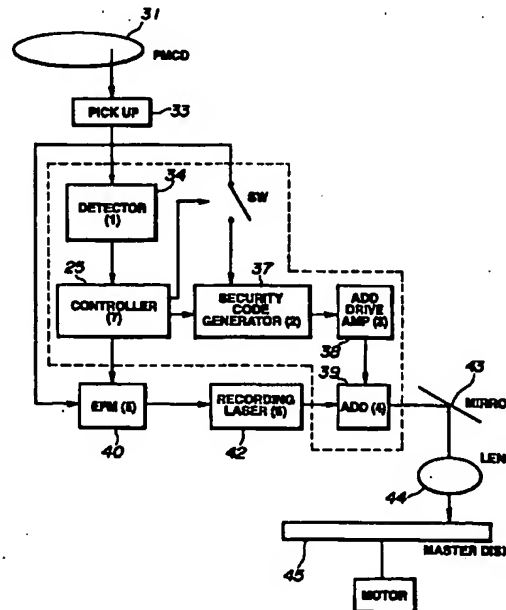 31
PMCD
PICK UP
33
34
DETECTOR
(1)
SW
25
CONTROLLER
(7)
37
SECURITY
CODE
GENERATOR (2)
ADD
DRIVE
AMP (3)
38
39
EFM (5)
40
RECORDING
LASER (6)
42
ADD (4)
43
MIRRO
LEN
44
MASTER DIS
45
MOTOR